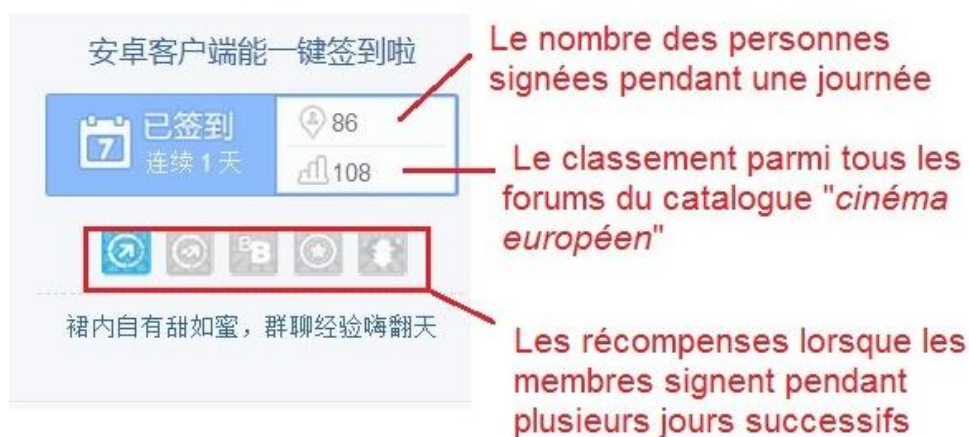 安卓客户端能一键签到啦
7
已签到
连续1天
86
108
BB
裙内自有甜如蜜，群聊经验嗨翻天
Le nombre des personnes
signées pendant une journée
Le classement parmi tous les
forums du catalogue "cinéma
européen"
Les récompenses lorsque les
membres signent pendant
plusieurs jours successifs